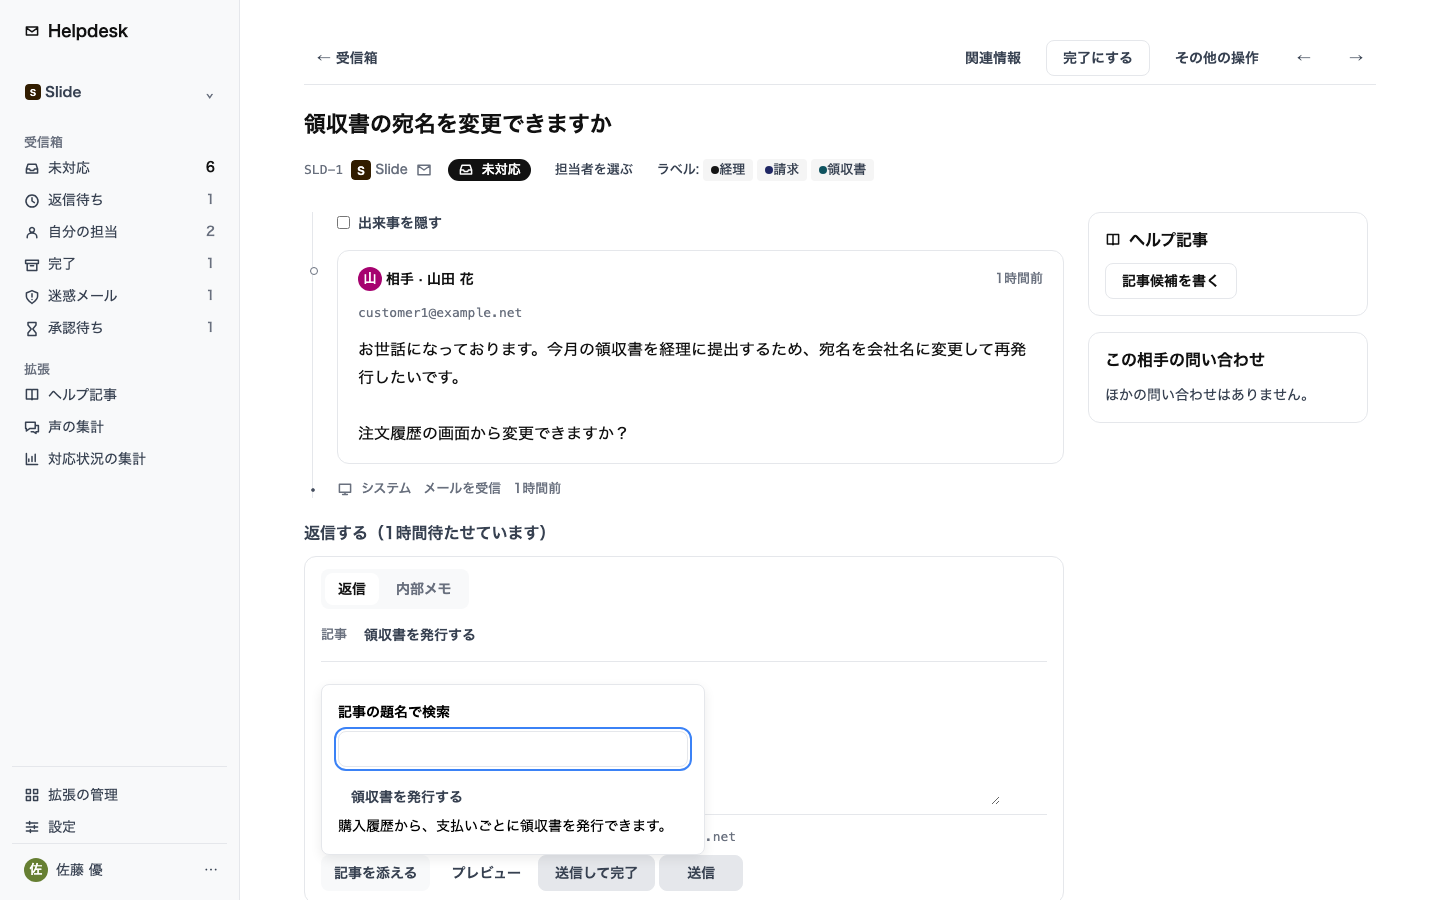 Helpdesk
S Slide
受信箱
未対応 6
返信待ち 1
自分の担当 2
完了 1
迷惑メール 1
承認待ち 1
拡張
ヘルプ記事
声の集計
対応状況の集計
拡張の管理
設定
佐 佐藤 優 …
← 受信箱
関連情報 完了にする その他の操作 ← →
領収書の宛名を変更できますか
SLD-1 S Slide 未対応 担当者を選ぶ ラベル: 経理 請求 領収書
出来事を隠す
山 相手 · 山田 花 1時間前
customer1@example.net
お世話になっております。今月の領収書を経理に提出するため、宛名を会社名に変更して再発
行したいです。
注文履歴の画面から変更できますか？
システム メールを受信 1時間前
返信する（1時間待たせています）
返信 内部メモ
記事 領収書を発行する
記事の題名で検索
領収書を発行する
購入履歴から、支払いごとに領収書を発行できます。
.net
記事を添える プレビュー 送信して完了 送信
ヘルプ記事
記事候補を書く
この相手の問い合わせ
ほかの問い合わせはありません。